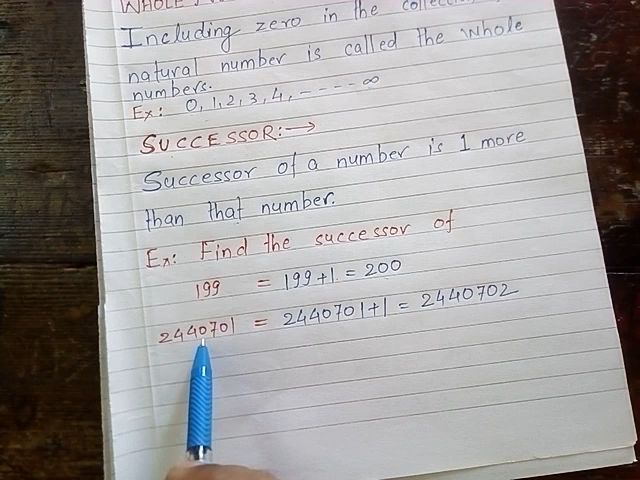 WHOLE
Including zero in the
natural number is called the Whole
numbers.
Ex: 0, 1, 2, 3, 4, - - - - - ∞
SUCCESSOR:→
Successor of a number is 1 more
than that number.
Ex: Find the successor of
199 = 199+1 = 200
2440701 = 2440701+1 = 2440702